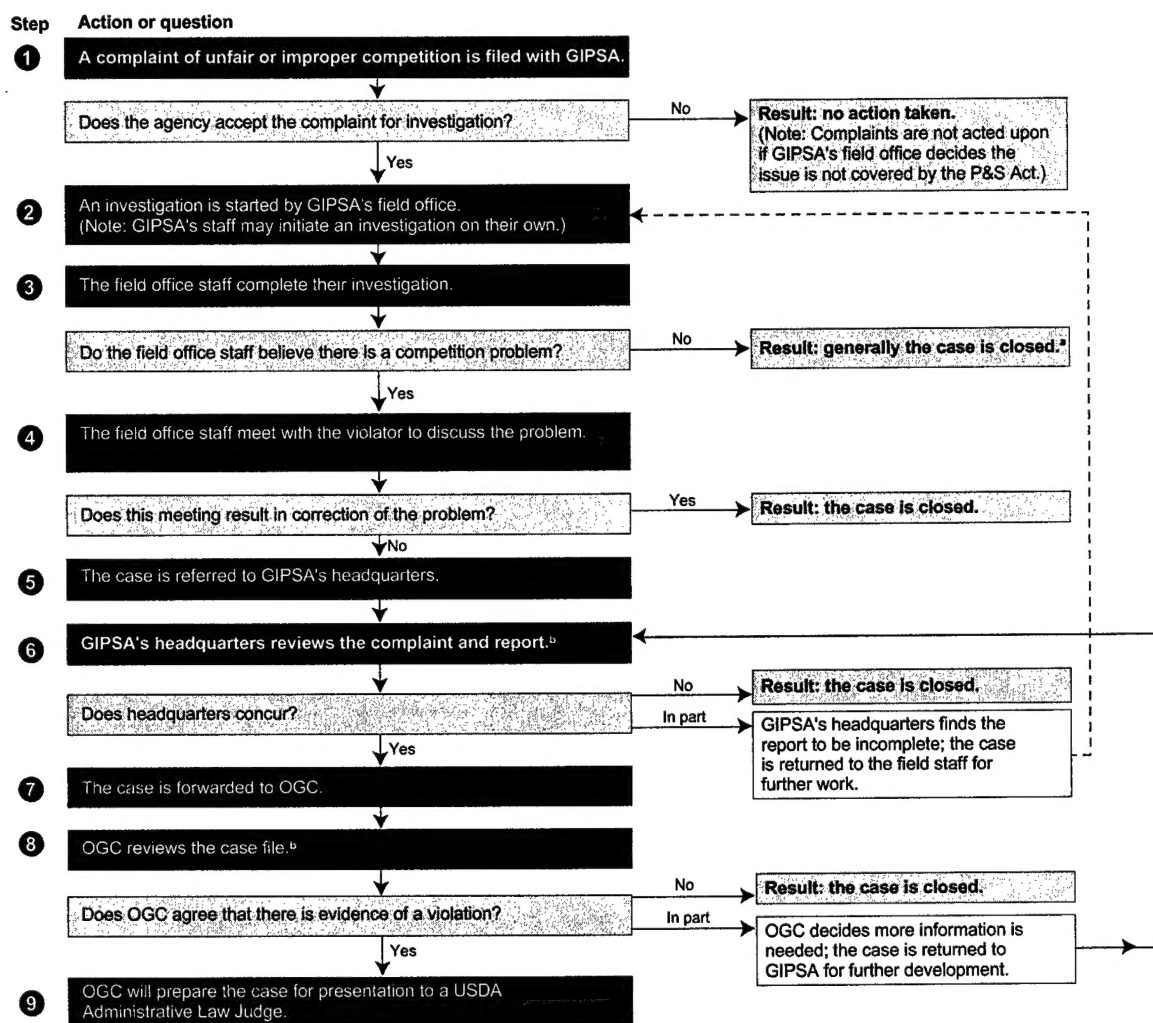 Step Action or question
1 A complaint of unfair or improper competition is filed with GIPSA.
Does the agency accept the complaint for investigation?
No
Result: no action taken.
(Note: Complaints are not acted upon
if GIPSA's field office decides the
issue is not covered by the P&S Act.)
Yes
2 An investigation is started by GIPSA's field office.
(Note: GIPSA's staff may initiate an investigation on their own.)
3 The field office staff complete their investigation.
Do the field office staff believe there is a competition problem?
No
Result: generally the case is closed.ª
Yes
4 The field office staff meet with the violator to discuss the problem.
Does this meeting result in correction of the problem?
Yes
Result: the case is closed.
No
5 The case is referred to GIPSA's headquarters.
6 GIPSA's headquarters reviews the complaint and report.ᵇ
Does headquarters concur?
No
Result: the case is closed.
In part
GIPSA's headquarters finds the
report to be incomplete; the case
is returned to the field staff for
further work.
Yes
7 The case is forwarded to OGC.
8 OGC reviews the case file.ᵇ
Does OGC agree that there is evidence of a violation?
No
Result: the case is closed.
In part
OGC decides more information is
needed; the case is returned to
GIPSA for further development.
Yes
9 OGC will prepare the case for presentation to a USDA
Administrative Law Judge.